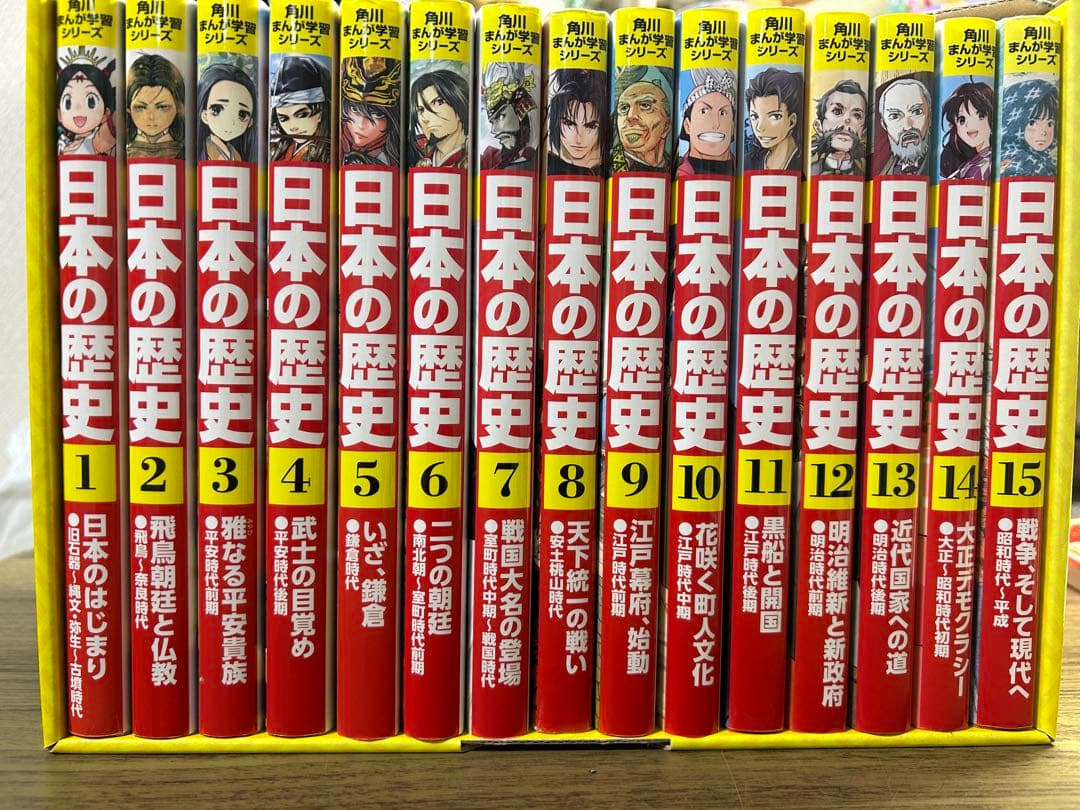 角川
まんが学習
シリーズ
日本の歴史
1
日本のはじまり
●旧石器~縄文・弥生~古墳時代
角川
まんが学習
シリーズ
日本の歴史
2
飛鳥朝廷と仏教
●飛鳥~奈良時代
角川
まんが学習
シリーズ
日本の歴史
3
雅なる平安貴族
●平安時代前期
角川
まんが学習
シリーズ
日本の歴史
4
武士の目覚め
●平安時代後期
角川
まんが学習
シリーズ
日本の歴史
5
いざ、鎌倉
●鎌倉時代
角川
まんが学習
シリーズ
日本の歴史
6
二つの朝廷
●南北朝~室町時代前期
角川
まんが学習
シリーズ
日本の歴史
7
戦国大名の登場
●室町時代中期~戦国時代
角川
まんが学習
シリーズ
日本の歴史
8
天下統一の戦い
●安土桃山時代
角川
まんが学習
シリーズ
日本の歴史
9
江戸幕府、始動
●江戸時代前期
角川
まんが学習
シリーズ
日本の歴史
10
花咲く町人文化
●江戸時代中期
角川
まんが学習
シリーズ
日本の歴史
11
黒船と開国
●江戸時代後期
角川
まんが学習
シリーズ
日本の歴史
12
明治維新と新政府
●明治時代前期
角川
まんが学習
シリーズ
日本の歴史
13
近代国家への道
●明治時代後期
角川
まんが学習
シリーズ
日本の歴史
14
大正デモクラシー
●大正~昭和時代初期
角川
まんが学習
シリーズ
日本の歴史
15
戦争、そして現代へ
●昭和時代~平成